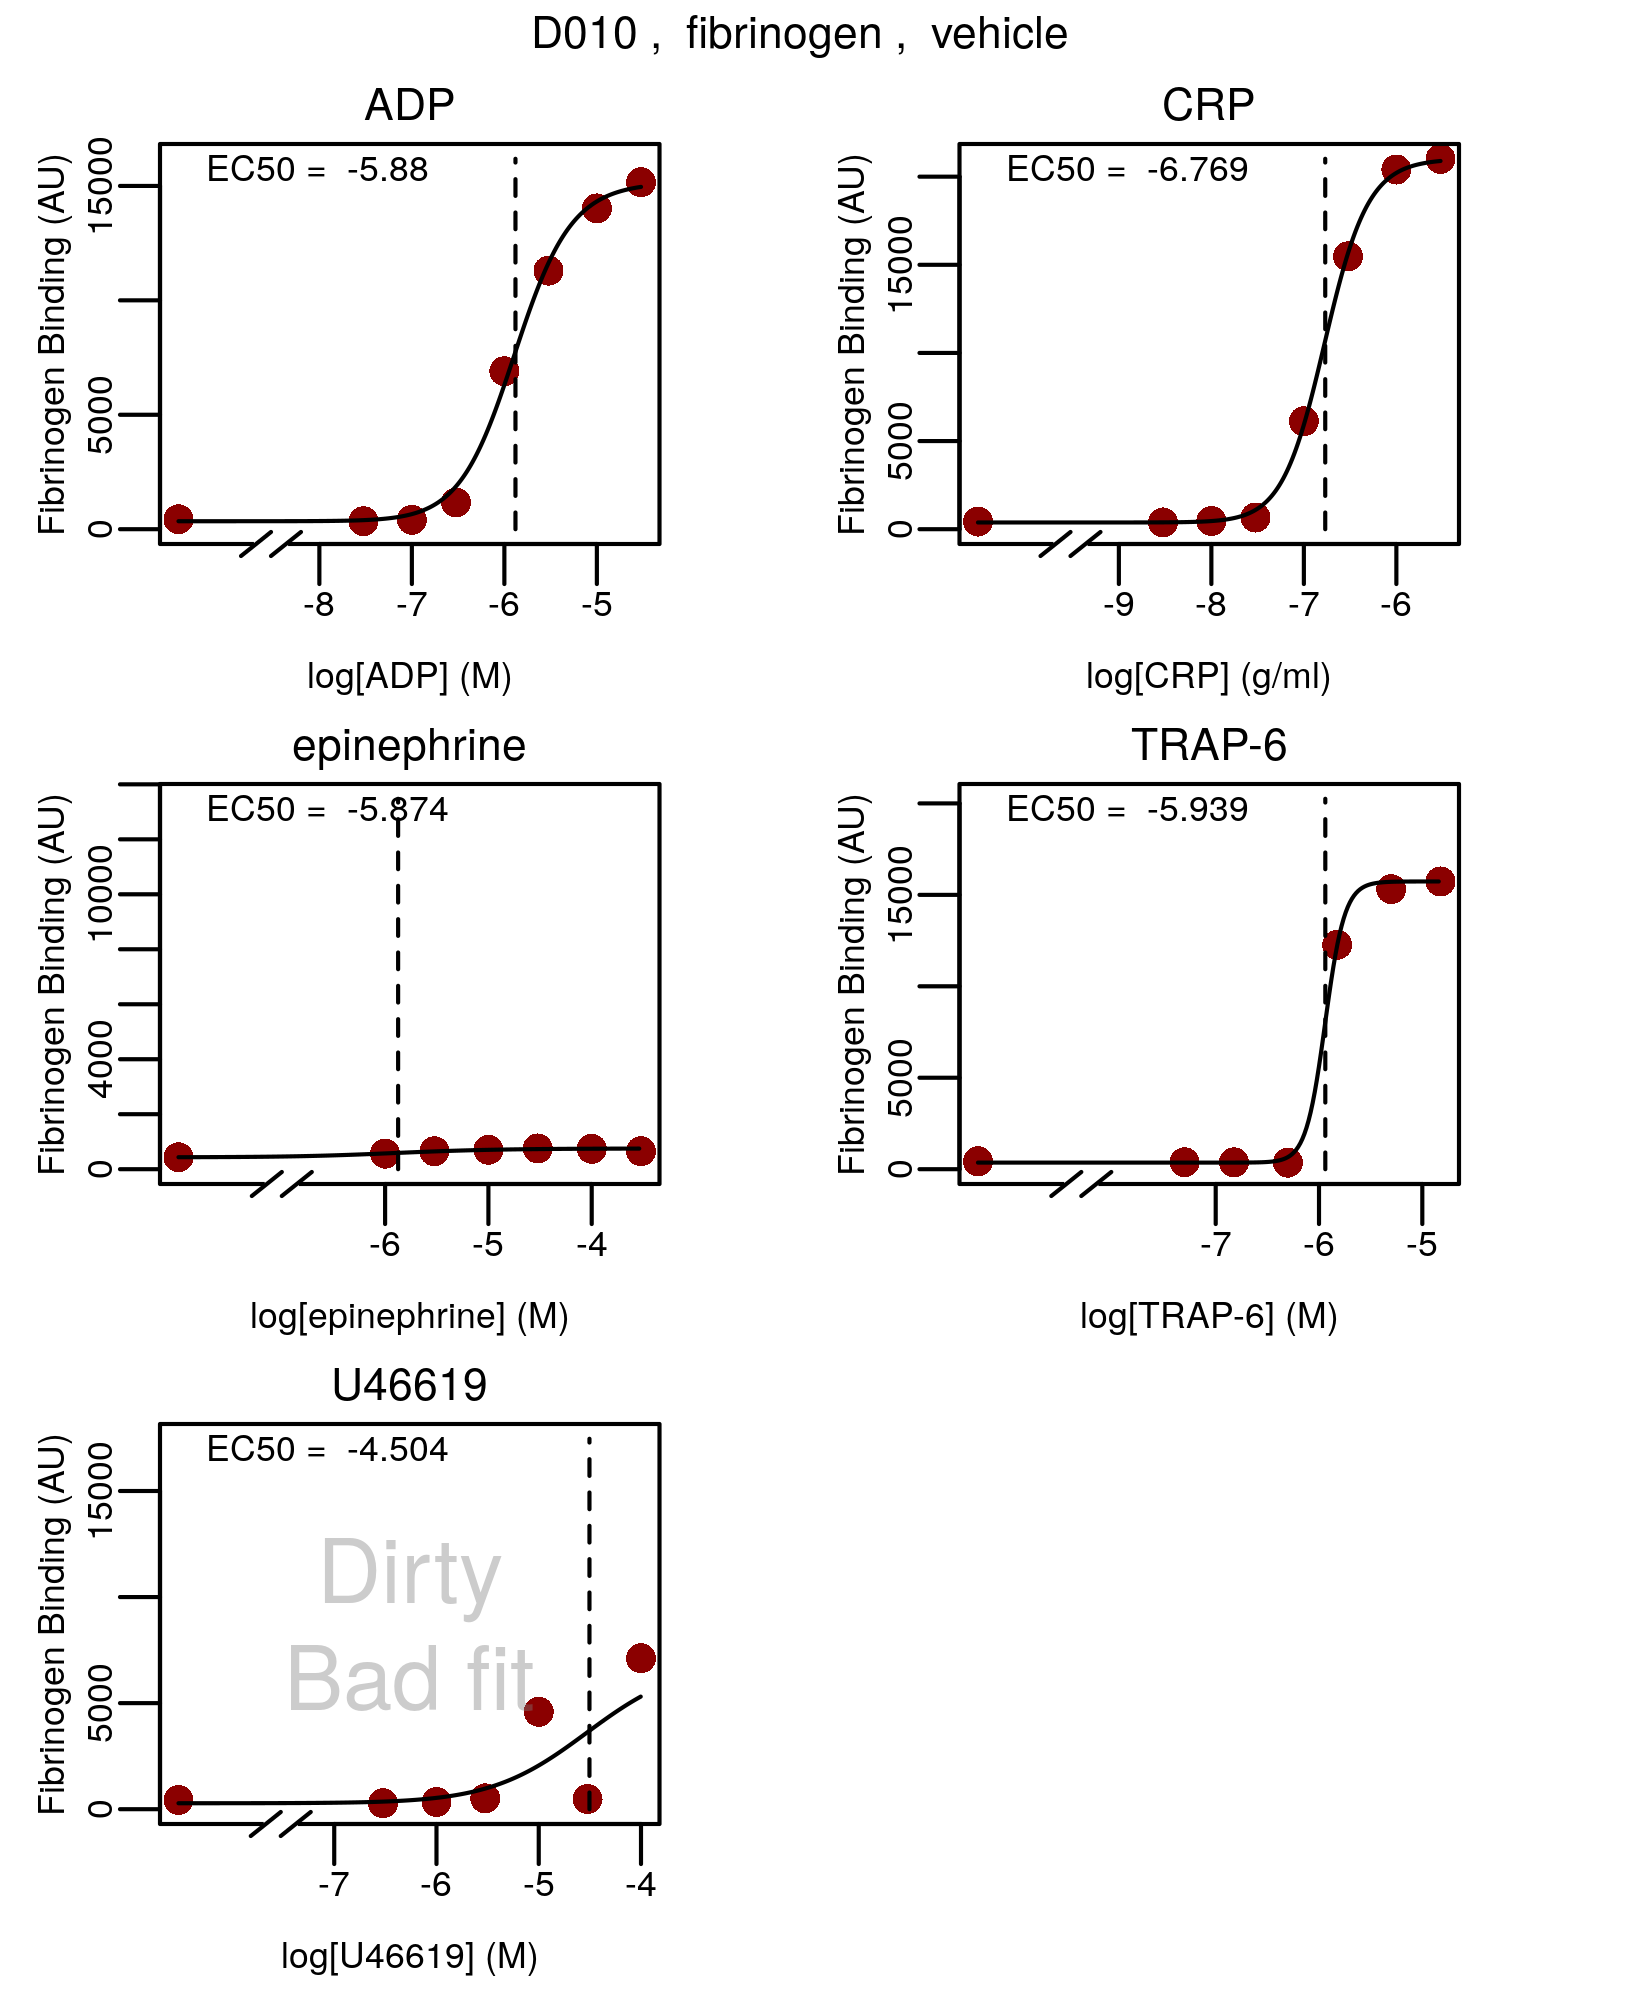 D010 ,  fibrinogen ,  vehicle
ADP
EC50 =  -5.88
Fibrinogen Binding (AU)
15000
5000
0
-8 -7 -6 -5
log[ADP] (M)
CRP
EC50 =  -6.769
Fibrinogen Binding (AU)
15000
5000
0
-9 -8 -7 -6
log[CRP] (g/ml)
epinephrine
EC50 =  -5.874
Fibrinogen Binding (AU)
10000
4000
0
-6 -5 -4
log[epinephrine] (M)
TRAP-6
EC50 =  -5.939
Fibrinogen Binding (AU)
15000
5000
0
-7 -6 -5
log[TRAP-6] (M)
U46619
EC50 =  -4.504
Fibrinogen Binding (AU)
15000
5000
0
Dirty
Bad fit
-7 -6 -5 -4
log[U46619] (M)